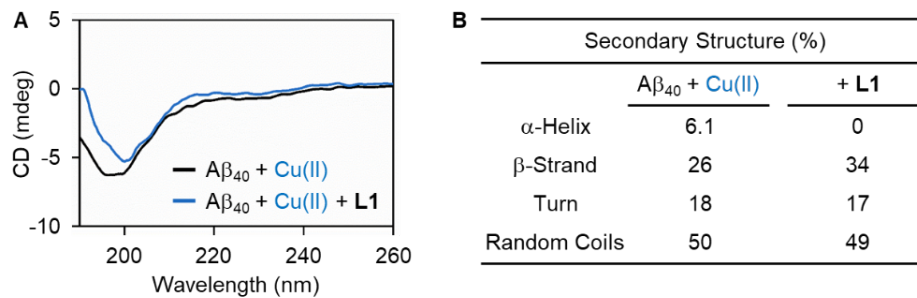 A
CD (mdeg)
5
0
-5
-10
Aβ40 + Cu(II)
Aβ40 + Cu(II) + L1
200 220 240 260
Wavelength (nm)
B
Secondary Structure (%)
Aβ40 + Cu(II) + L1
α-Helix 6.1 0
β-Strand 26 34
Turn 18 17
Random Coils 50 49